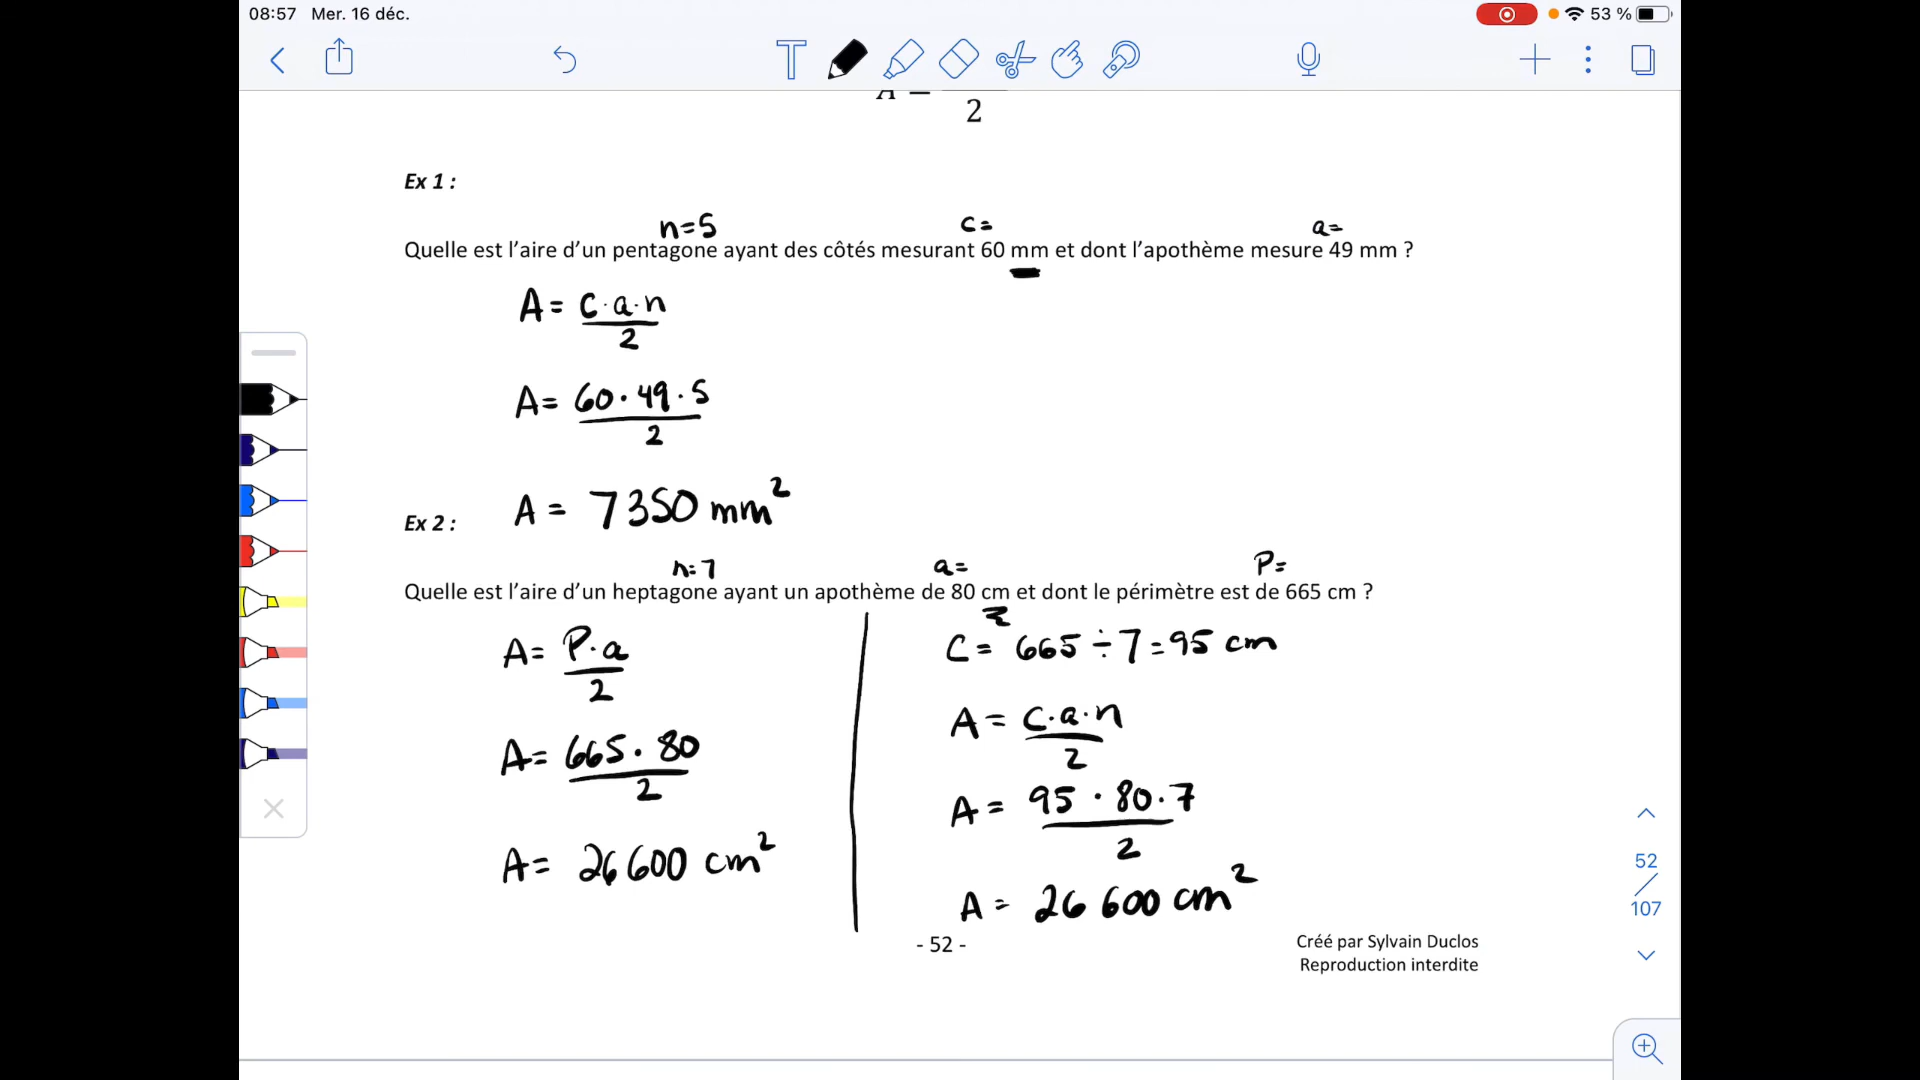 08:57 Mer. 16 déc.
53 %
T
A = 
2
Ex 1 :
n=5 c= a=
Quelle est l’aire d’un pentagone ayant des côtés mesurant 60 mm et dont l’apothème mesure 49 mm ?
A = c·a·n
2
A = 60·49·5
2
A = 7350 mm²
Ex 2 :
n=7 a= P=
Quelle est l’aire d’un heptagone ayant un apothème de 80 cm et dont le périmètre est de 665 cm ?
A = P·a
2
A = 665·80
2
A = 26600 cm²
C = 665 ÷ 7 = 95 cm
A = c·a·n
2
A = 95·80·7
2
A = 26 600 cm²
52
107
- 52 -
Créé par Sylvain Duclos
Reproduction interdite